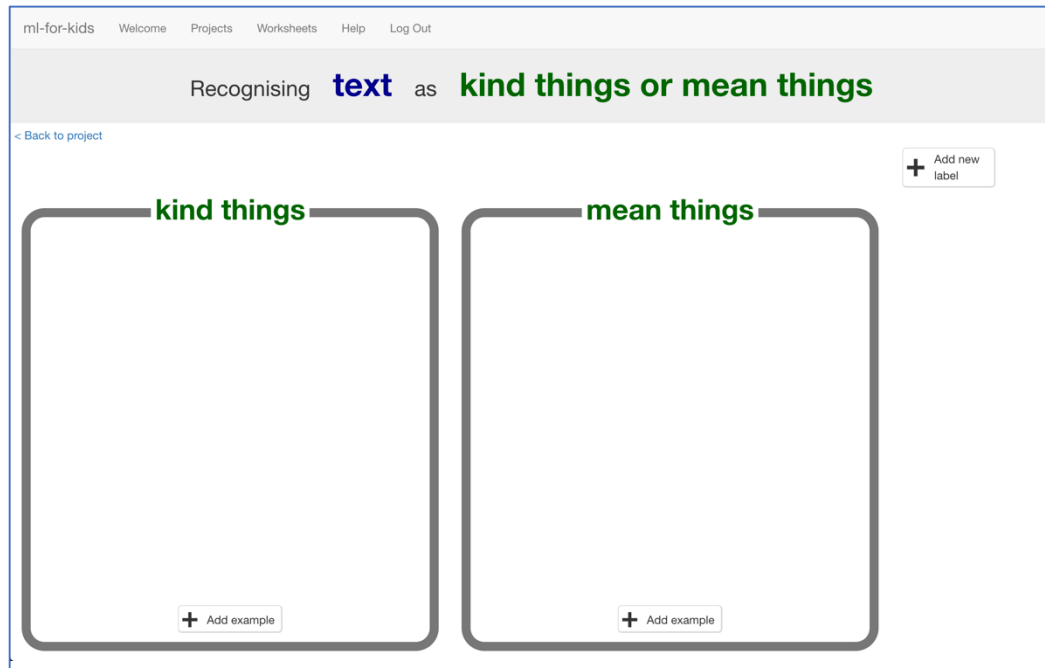 ml-for-kids Welcome Projects Worksheets Help Log Out
Recognising text as kind things or mean things
< Back to project
Add new
label
kind things mean things
Add example Add example